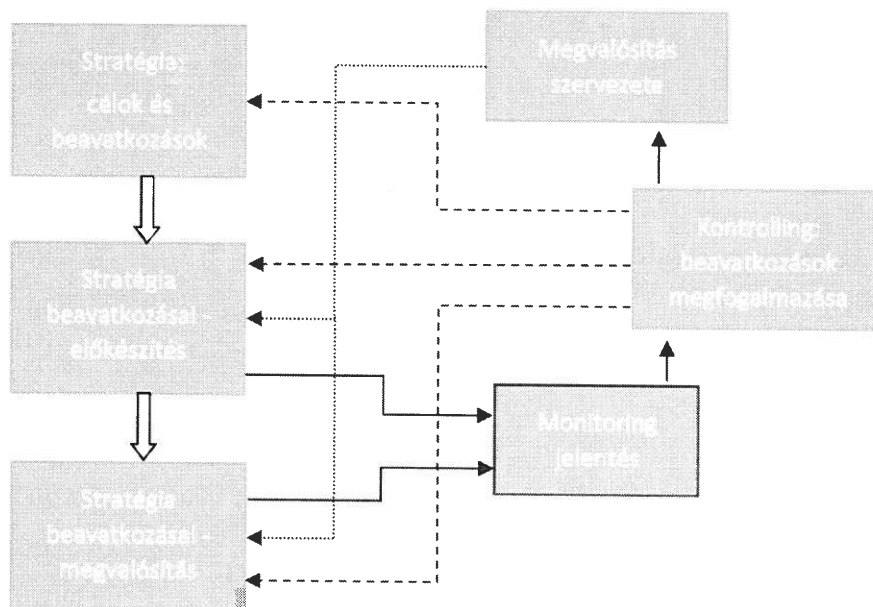 Stratégia:
célok és
beavatkozások
Megvalósítás
szervezete
Kontrolling:
beavatkozások
megfogalmazása
Stratégia
beavatkozásai -
előkészítés
Monitoring
jelentés
Stratégia
beavatkozásai -
megvalósítás